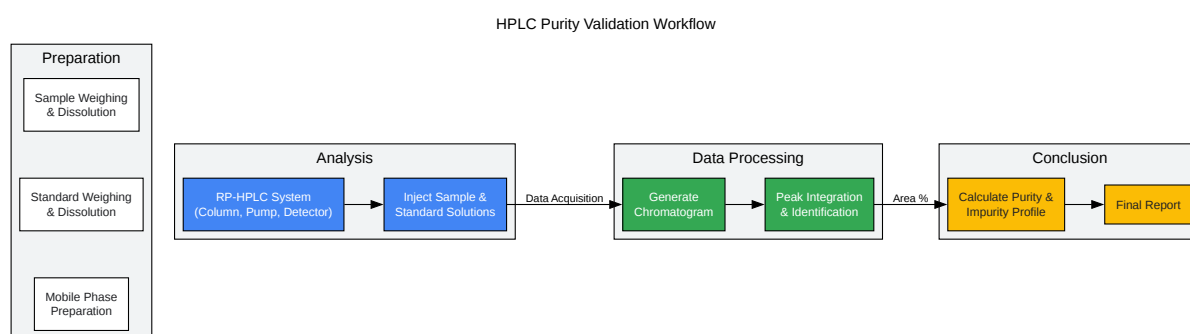 HPLC Purity Validation Workflow
Preparation
Sample Weighing
& Dissolution
Standard Weighing
& Dissolution
Mobile Phase
Preparation
Analysis
RP-HPLC System
(Column, Pump, Detector)
Inject Sample &
Standard Solutions
Data Acquisition
Data Processing
Generate
Chromatogram
Peak Integration
& Identification
Area %
Conclusion
Calculate Purity &
Impurity Profile
Final Report